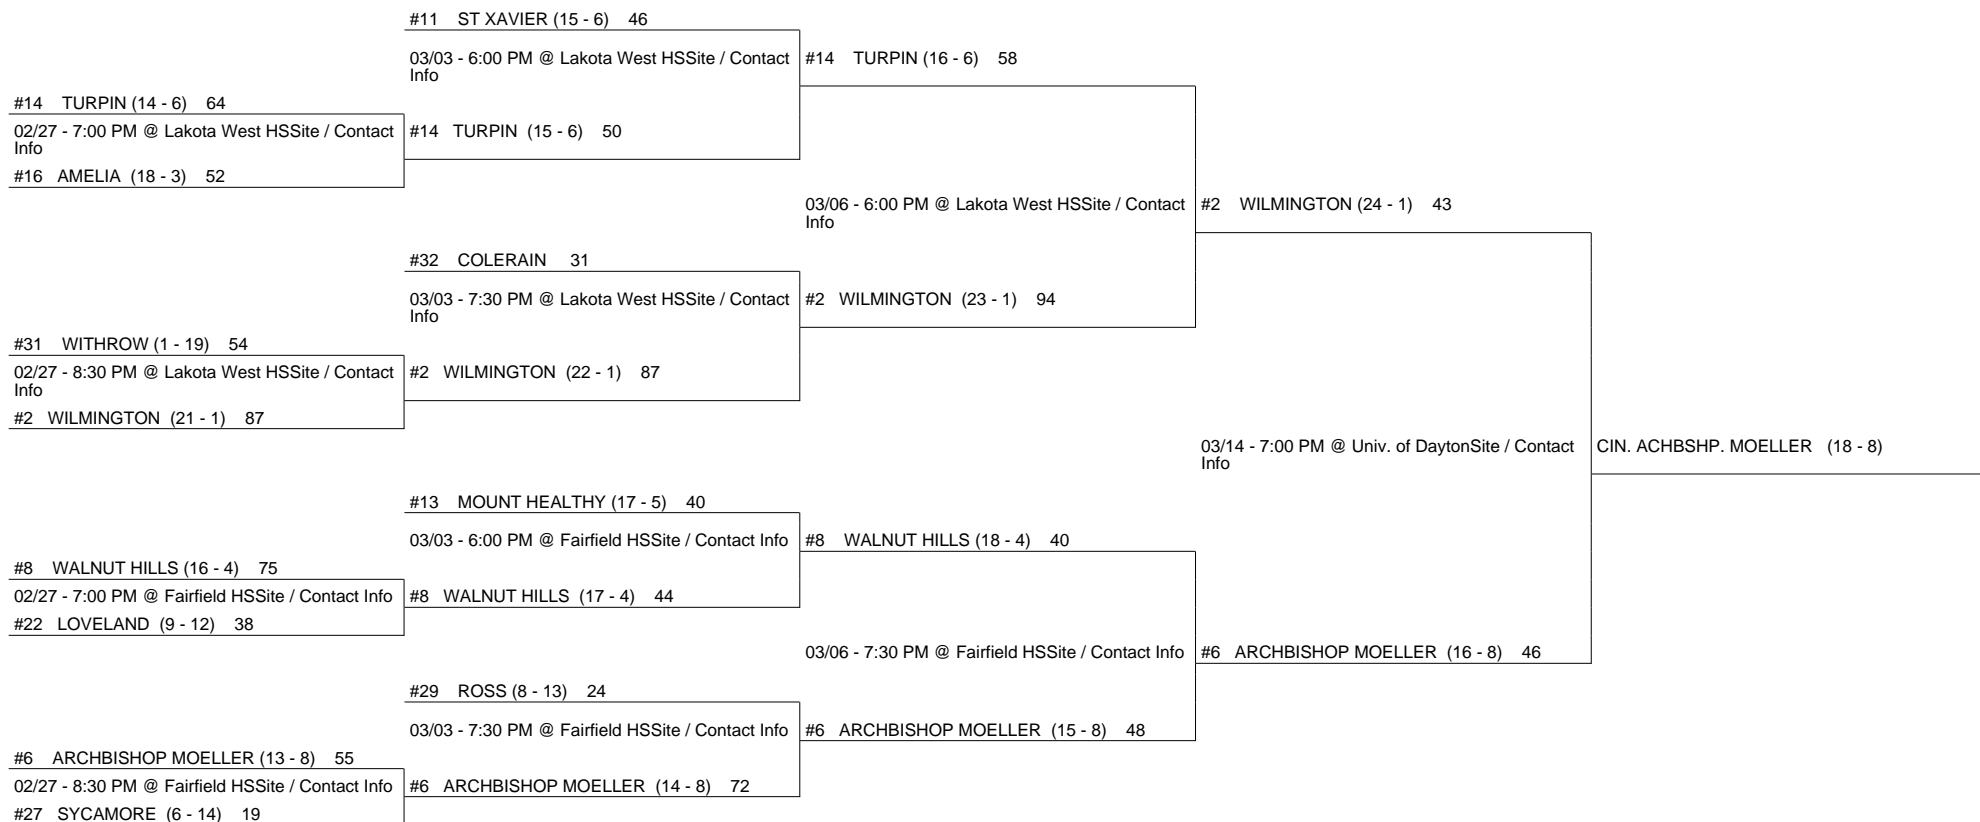 #11 ST XAVIER (15 - 6) 46
03/03 - 6:00 PM @ Lakota West HSSite / Contact
Info
#14 TURPIN (16 - 6) 58
#14 TURPIN (14 - 6) 64
02/27 - 7:00 PM @ Lakota West HSSite / Contact
Info
#14 TURPIN (15 - 6) 50
#16 AMELIA (18 - 3) 52
03/06 - 6:00 PM @ Lakota West HSSite / Contact
Info
#2 WILMINGTON (24 - 1) 43
#32 COLERAIN 31
03/03 - 7:30 PM @ Lakota West HSSite / Contact
Info
#2 WILMINGTON (23 - 1) 94
#31 WITHROW (1 - 19) 54
02/27 - 8:30 PM @ Lakota West HSSite / Contact
Info
#2 WILMINGTON (22 - 1) 87
#2 WILMINGTON (21 - 1) 87
03/14 - 7:00 PM @ Univ. of DaytonSite / Contact
Info
CIN. ACHBSHP. MOELLER (18 - 8)
#13 MOUNT HEALTHY (17 - 5) 40
03/03 - 6:00 PM @ Fairfield HSSite / Contact Info
#8 WALNUT HILLS (18 - 4) 40
#8 WALNUT HILLS (16 - 4) 75
02/27 - 7:00 PM @ Fairfield HSSite / Contact Info
#8 WALNUT HILLS (17 - 4) 44
#22 LOVELAND (9 - 12) 38
03/06 - 7:30 PM @ Fairfield HSSite / Contact Info
#6 ARCHBISHOP MOELLER (16 - 8) 46
#29 ROSS (8 - 13) 24
03/03 - 7:30 PM @ Fairfield HSSite / Contact Info
#6 ARCHBISHOP MOELLER (15 - 8) 48
#6 ARCHBISHOP MOELLER (13 - 8) 55
02/27 - 8:30 PM @ Fairfield HSSite / Contact Info
#6 ARCHBISHOP MOELLER (14 - 8) 72
#27 SYCAMORE (6 - 14) 19